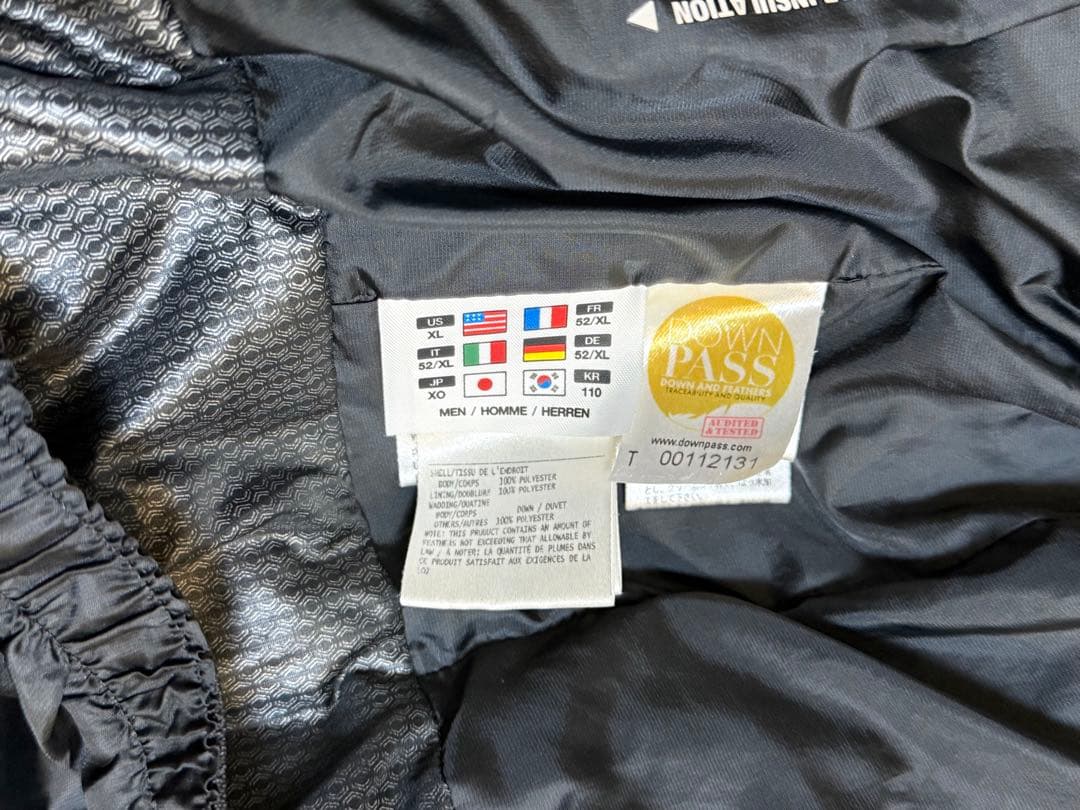 INSULATION
US
XL
FR
52/XL
IT
52/XL
DE
52/XL
JP
XO
KR
110
MEN / HOMME / HERREN
DOWN
PASS
DOWN AND FEATHERS
TRACEABILITY AND QUALITY
AUDITED
& TESTED
www.downpass.com
T 00112131
SHELL/TISSU DE L'ENDROIT
BODY/CORPS 100% POLYESTER
LINING/DOUBLURE 100% POLYESTER
WADDING/OUATINE
BODY/CORPS DOWN / DUVET
OTHERS/AUTRES 100% POLYESTER
NOTE: THIS PRODUCT CONTAINS AN AMOUNT OF
FEATHERS NOT EXCEEDING THAT ALLOWABLE BY
LAW / A NOTER: LA QUANTITÉ DE PLUMES DANS
CE PRODUIT SATISFAIT AUX EXIGENCES DE LA
LOI